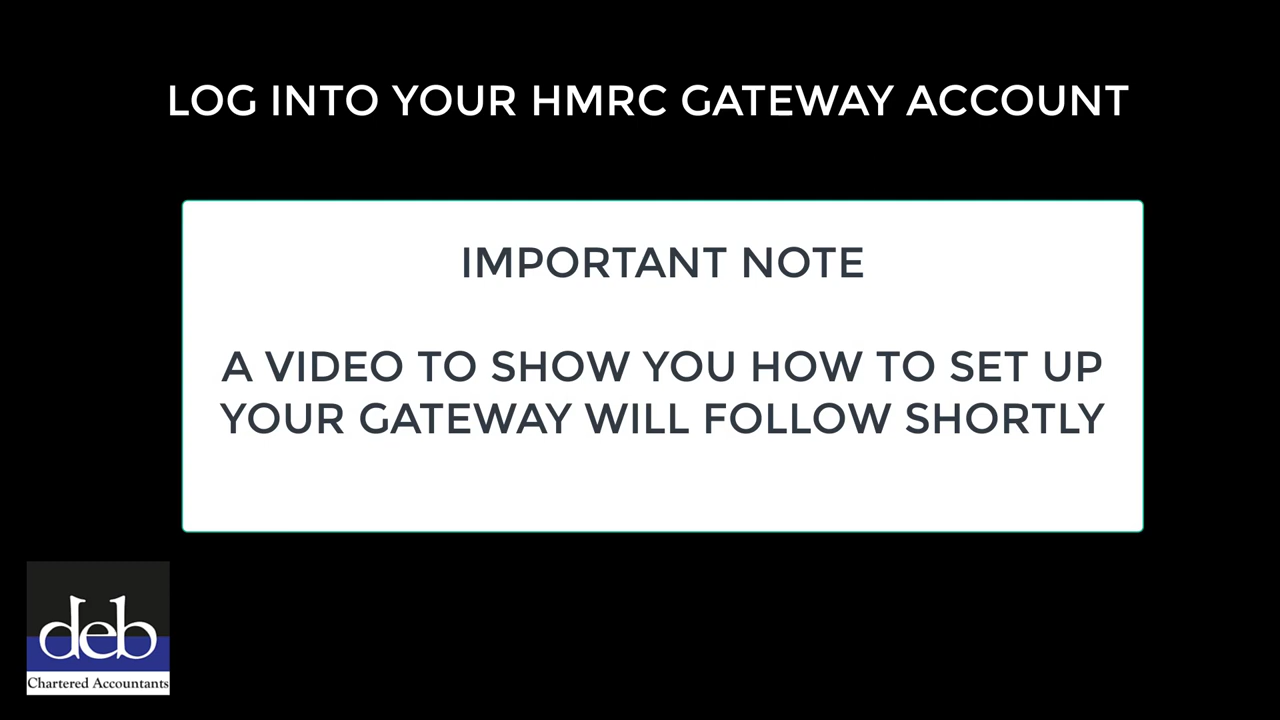 LOG INTO YOUR HMRC GATEWAY ACCOUNT
IMPORTANT NOTE
A VIDEO TO SHOW YOU HOW TO SET UP
YOUR GATEWAY WILL FOLLOW SHORTLY
deb
Chartered Accountants